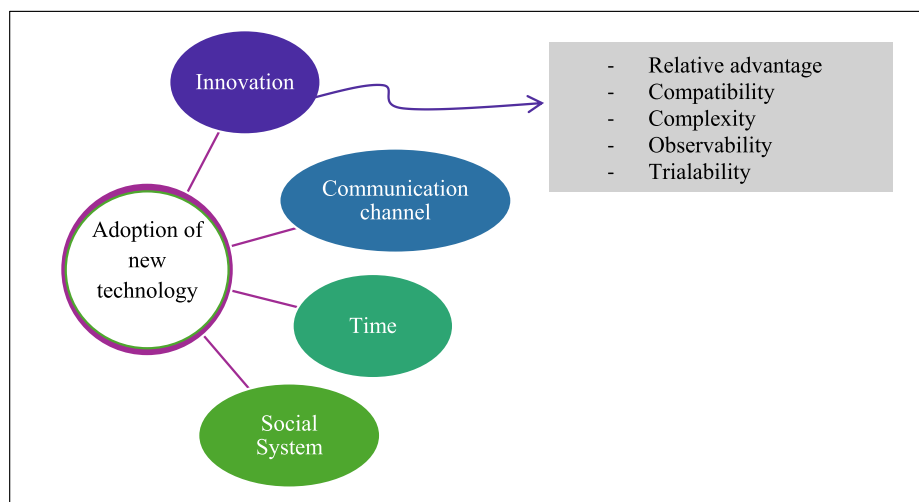 Innovation
- Relative advantage
- Compatibility
- Complexity
- Observability
- Trialability
Communication
channel
Adoption of
new
technology
Time
Social
System